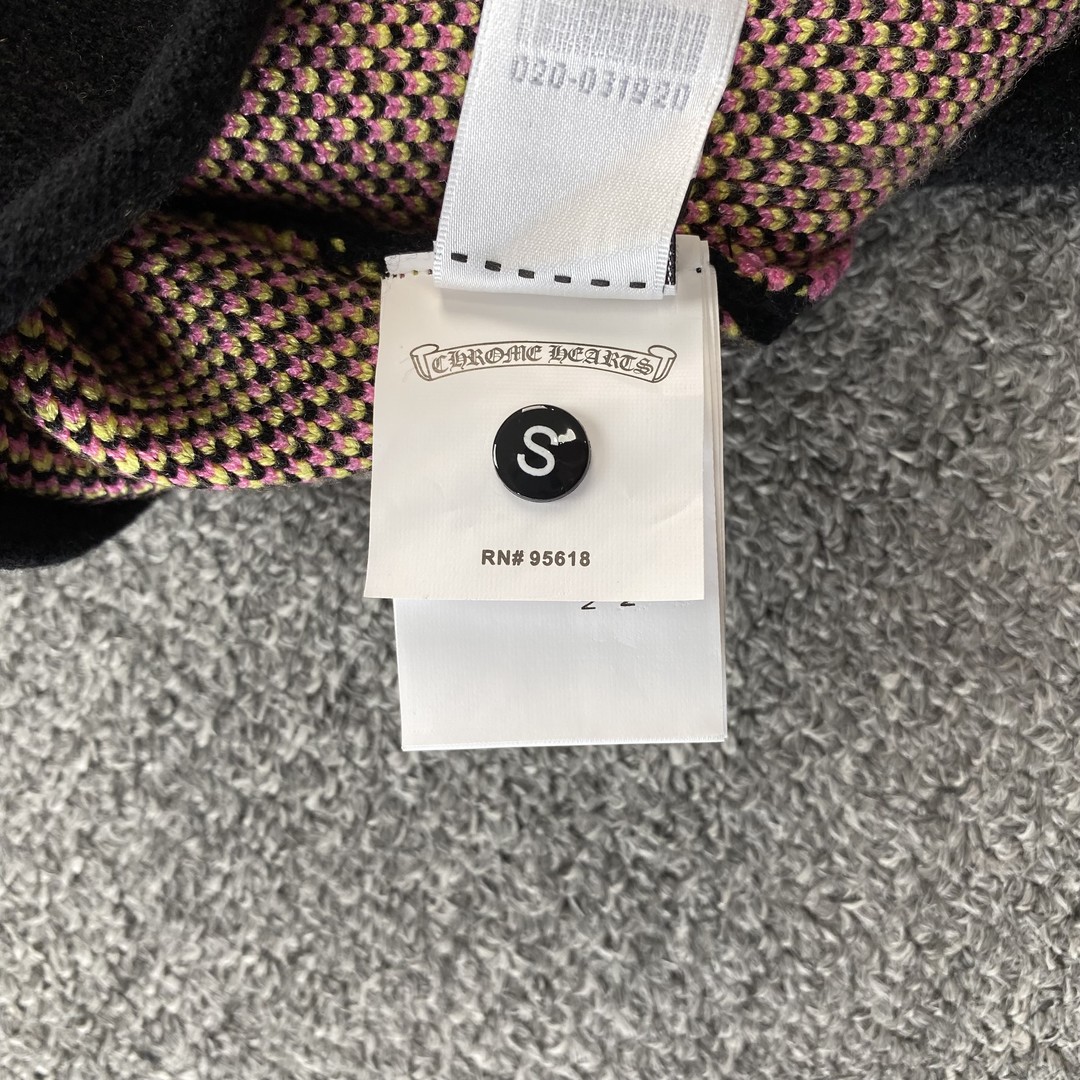 020-031920
CHROME HEARTS
S
RN# 95618